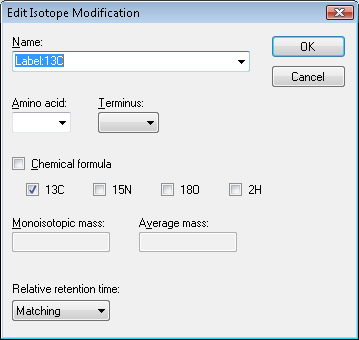 Edit Isotope Modification
Name:
Label:13C
OK
Cancel
Amino acid: Terminus:
Chemical formula
13C 15N 18O 2H
Monoisotopic mass: Average mass:
Relative retention time:
Matching